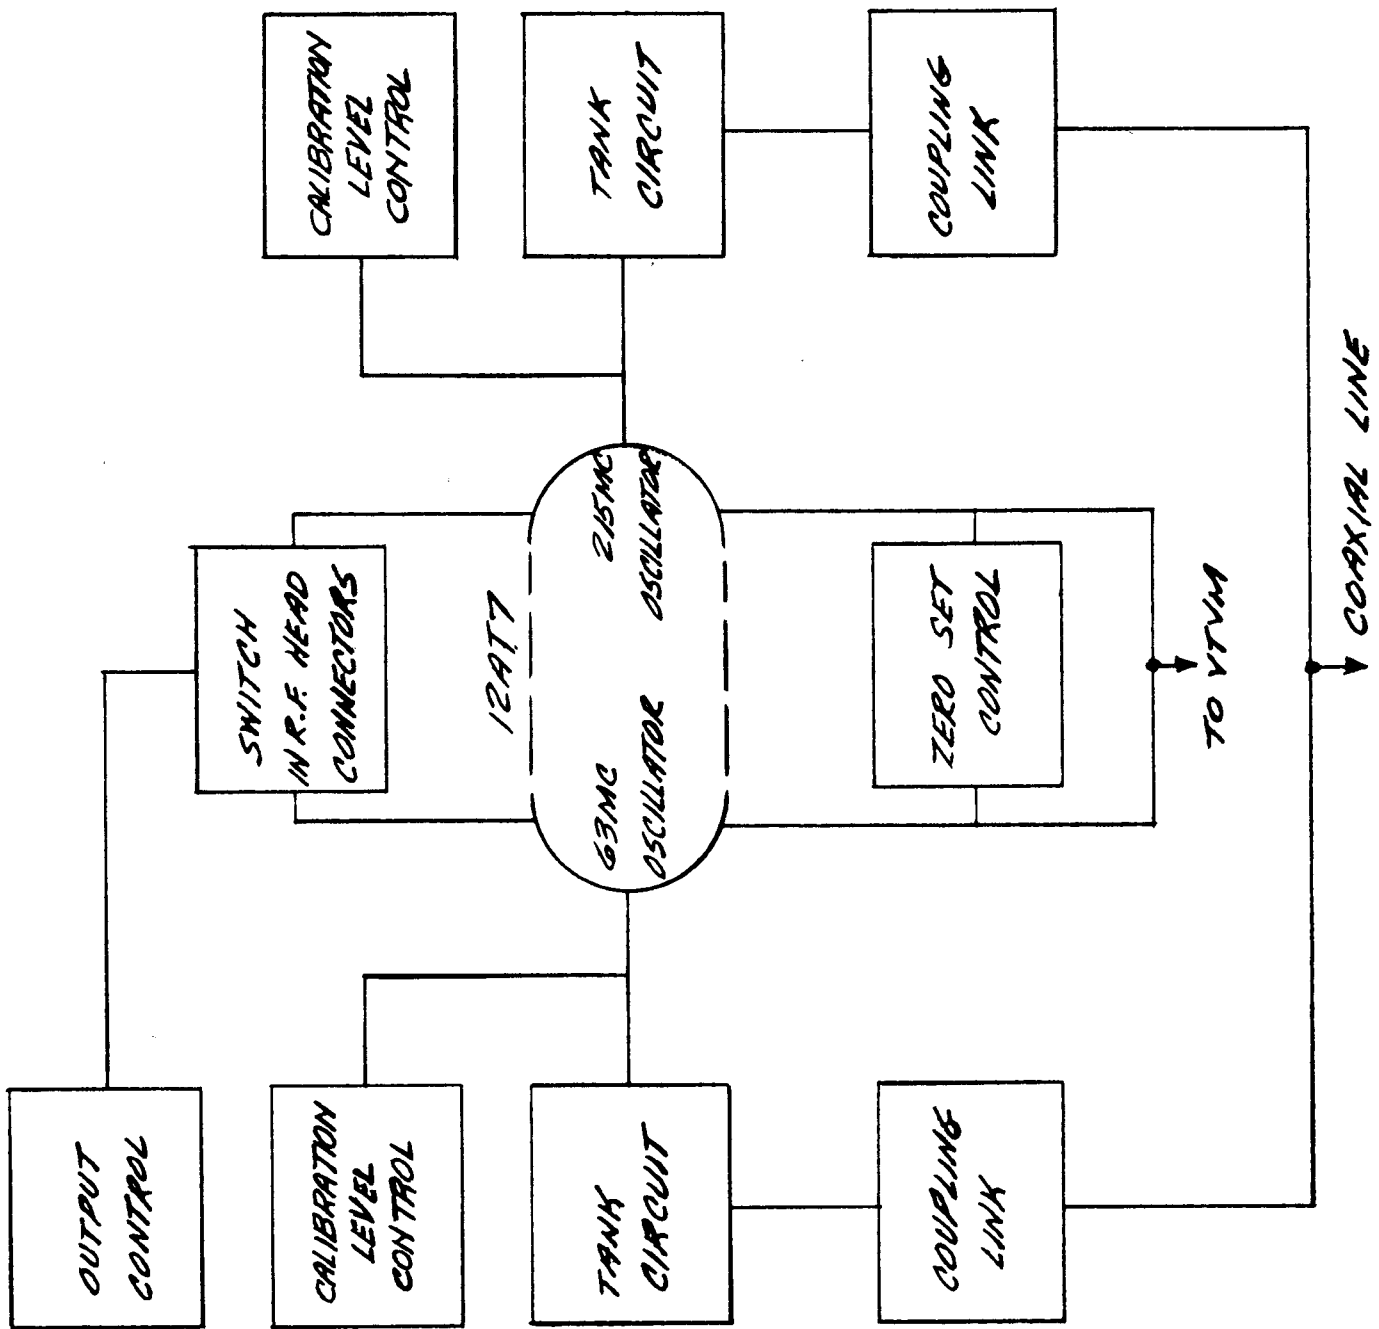 OUTPUT
CONTROL
SWITCH
IN R.F. HEAD
CONNECTORS
CALIBRATION
LEVEL
CONTROL
CALIBRATION
LEVEL
CONTROL
12AT7
TANK
CIRCUIT
63MC
OSCILLATOR
215MC
OSCILLATOR
TANK
CIRCUIT
COUPLING
LINK
ZERO SET
CONTROL
COUPLING
LINK
TO VTVM
COAXIAL LINE